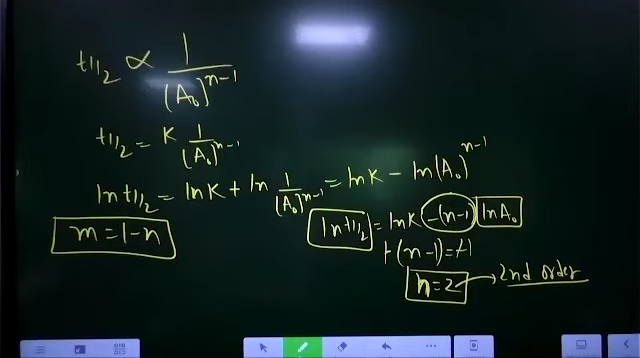 t1/2 ∝ 1/(A₀)ⁿ⁻¹
t1/2 = K 1/(A₀)ⁿ⁻¹
ln t1/2 = ln K + ln 1/(A₀)ⁿ⁻¹ = ln K − ln(A₀)ⁿ⁻¹
m = 1−n
ln t1/2 = ln K −(n−1) ln A₀
+(n−1) = +1
n=2 → 2nd order